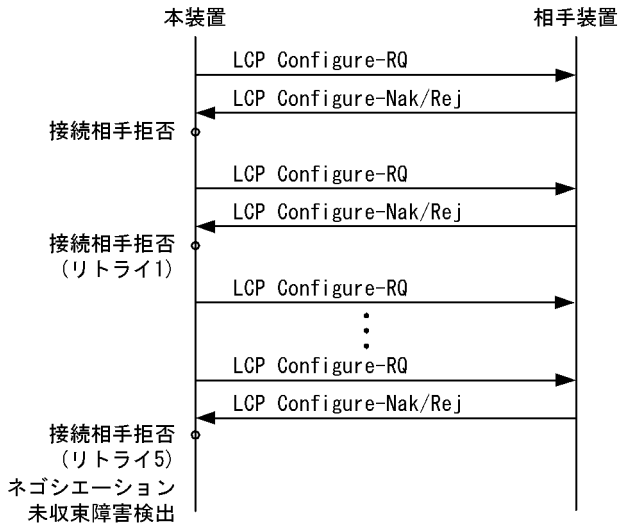 本装置
相手装置
LCP Configure-RQ
LCP Configure-Nak/Rej
接続相手拒否
LCP Configure-RQ
LCP Configure-Nak/Rej
接続相手拒否
(リトライ1)
LCP Configure-RQ
LCP Configure-RQ
LCP Configure-Nak/Rej
接続相手拒否
(リトライ5)
ネゴシエーション
未収束障害検出